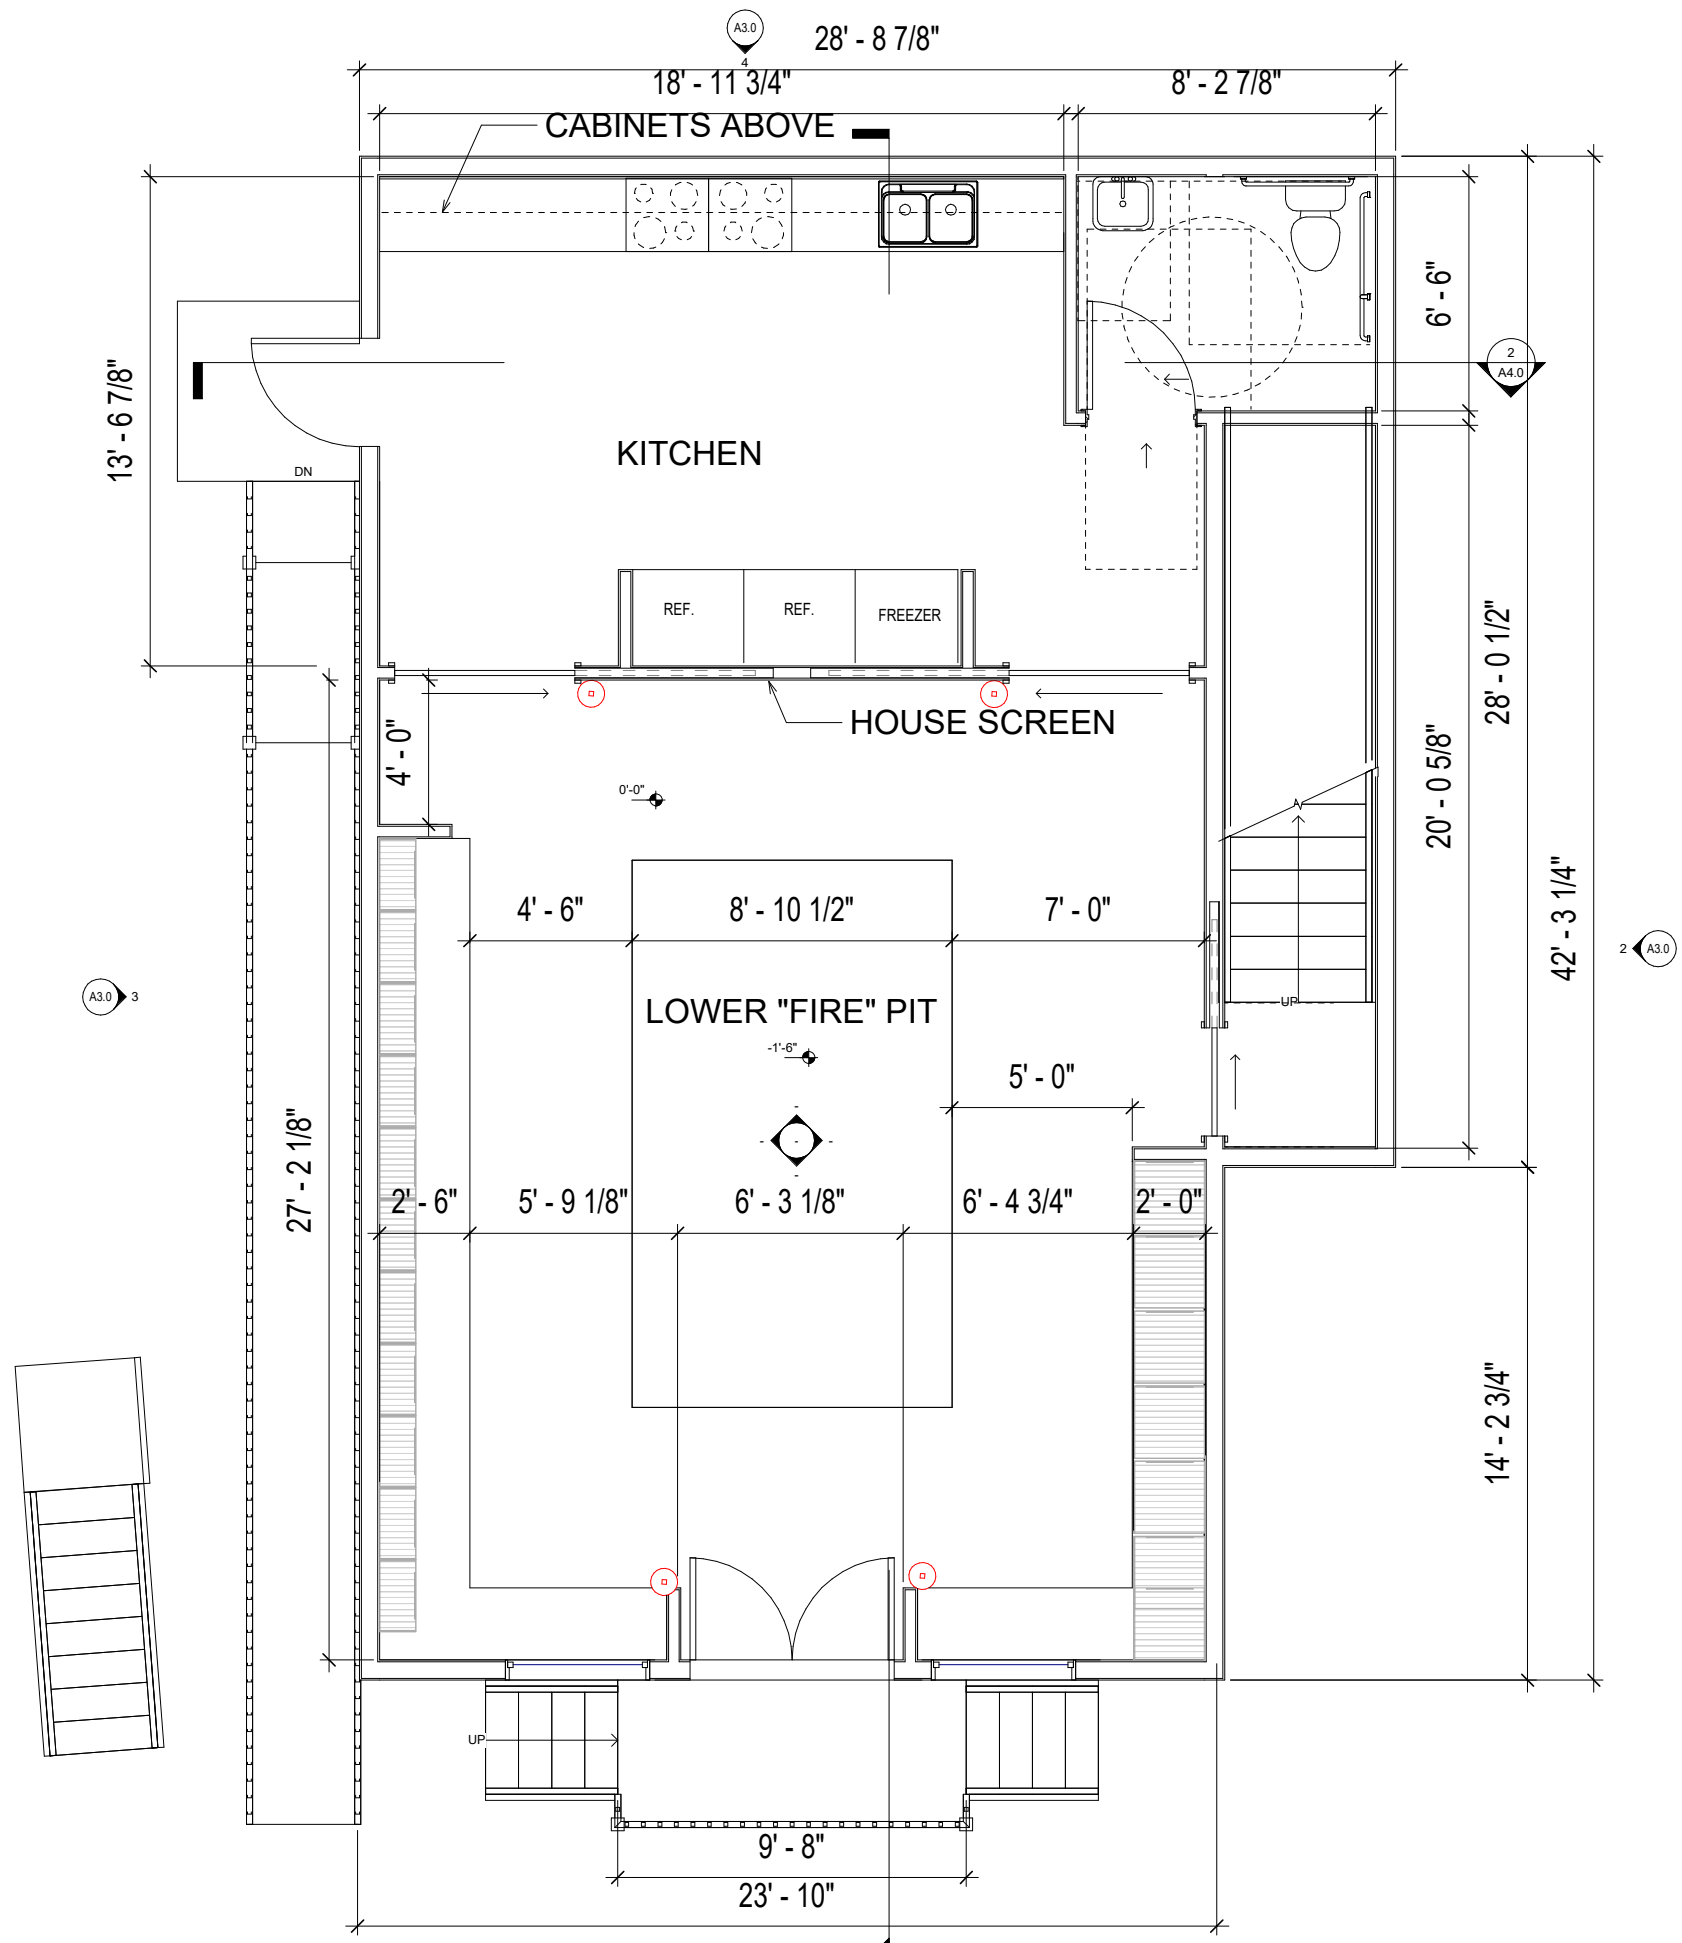 A3.0
4
28' - 8 7/8"
18' - 11 3/4"
8' - 2 7/8"
CABINETS ABOVE
6' - 6"
2
A4.0
13' - 6 7/8"
KITCHEN
DN
REF.
REF.
FREEZER
28' - 0 1/2"
HOUSE SCREEN
4' - 0"
20' - 0 5/8"
0'-0"
4' - 6"
8' - 10 1/2"
7' - 0"
42' - 3 1/4"
2
A3.0
A3.0
3
LOWER "FIRE" PIT
UP
-1'-6"
5' - 0"
-
- - -
-
27' - 2 1/8"
2' - 6"
5' - 9 1/8"
6' - 3 1/8"
6' - 4 3/4"
2' - 0"
14' - 2 3/4"
UP
9' - 8"
23' - 10"